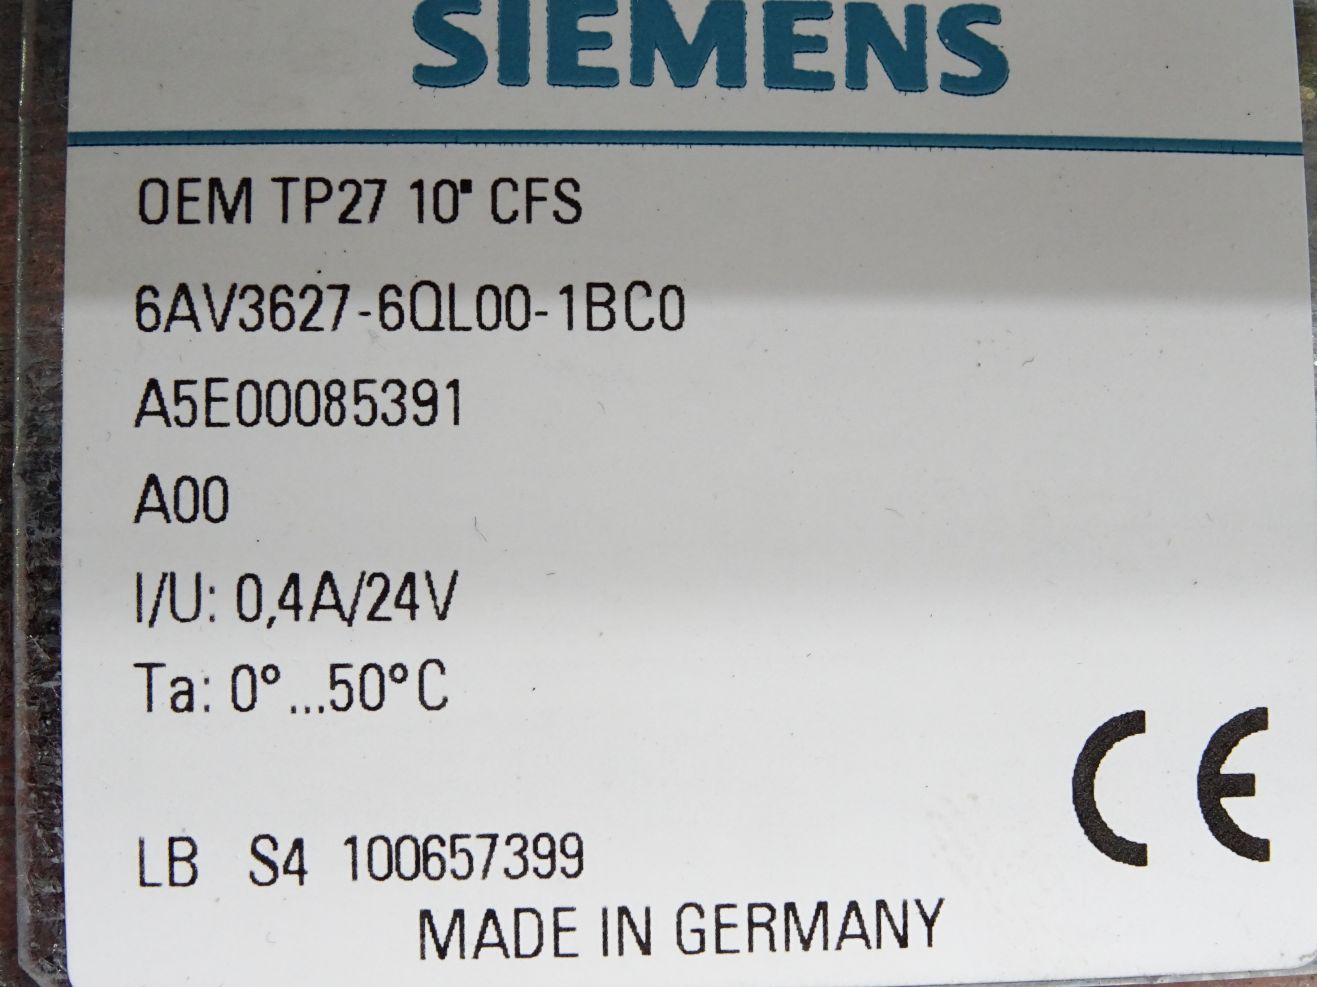 SIEMENS
OEM TP27 10" CFS
6AV3627-6QL00-1BC0
A5E00085391
A00
I/U: 0,4A/24V
Ta: 0°...50°C
CE
LB S4 100657399
MADE IN GERMANY